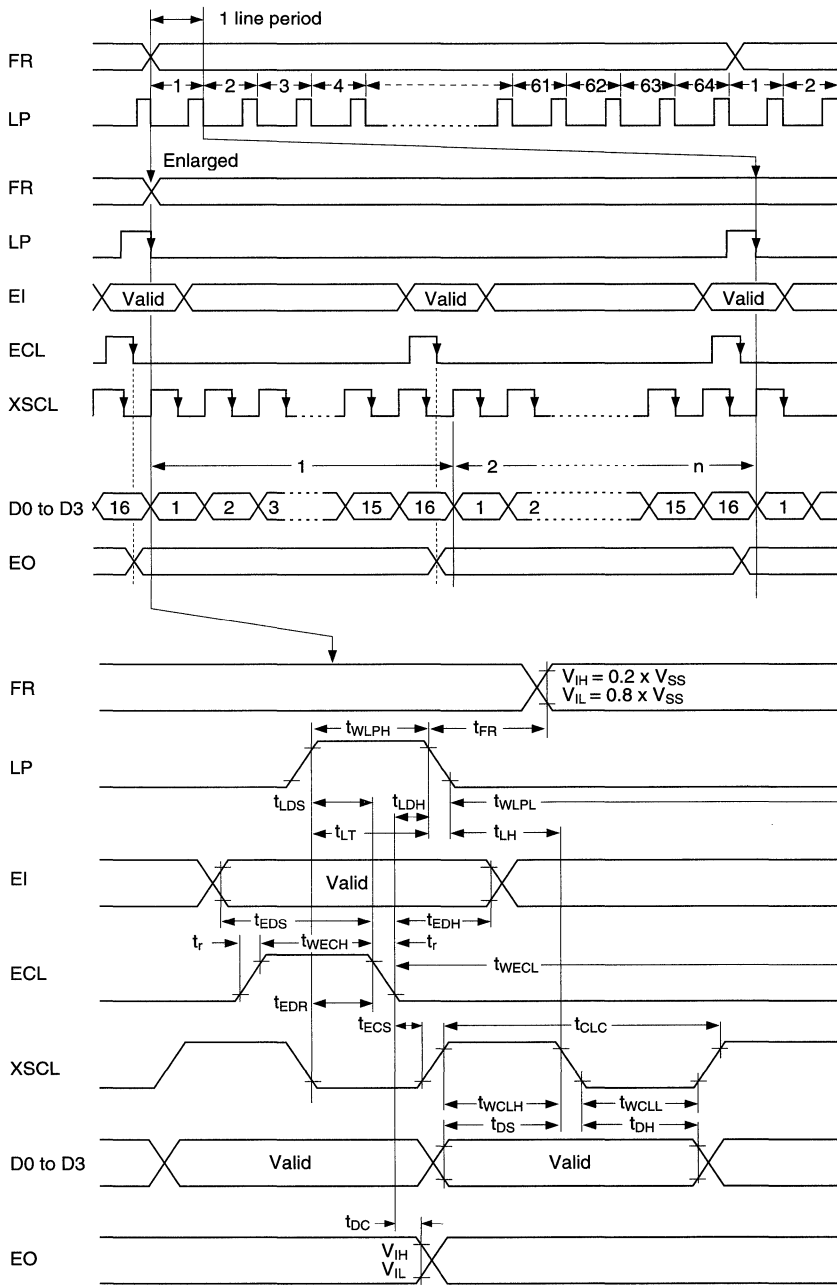 1 line period
FR
1 2 3 4 61 62 63 64 1 2
LP
Enlarged
FR
LP
EI Valid Valid Valid
ECL
XSCL
1 2 n
D0 to D3 16 1 2 3 15 16 1 2 15 16 1
EO
FR VIH = 0.2 x VSS
VIL = 0.8 x VSS
tWLPH tFR
LP
tLDS tLDH tWLPL
tLT tLH
EI Valid
tEDS tEDH
tr tWECH tr
ECL tWECL
tEDR
tECS tCLC
XSCL
tWCLH tWCLL
tDS tDH
D0 to D3 Valid Valid
tDC
EO VIH
VIL